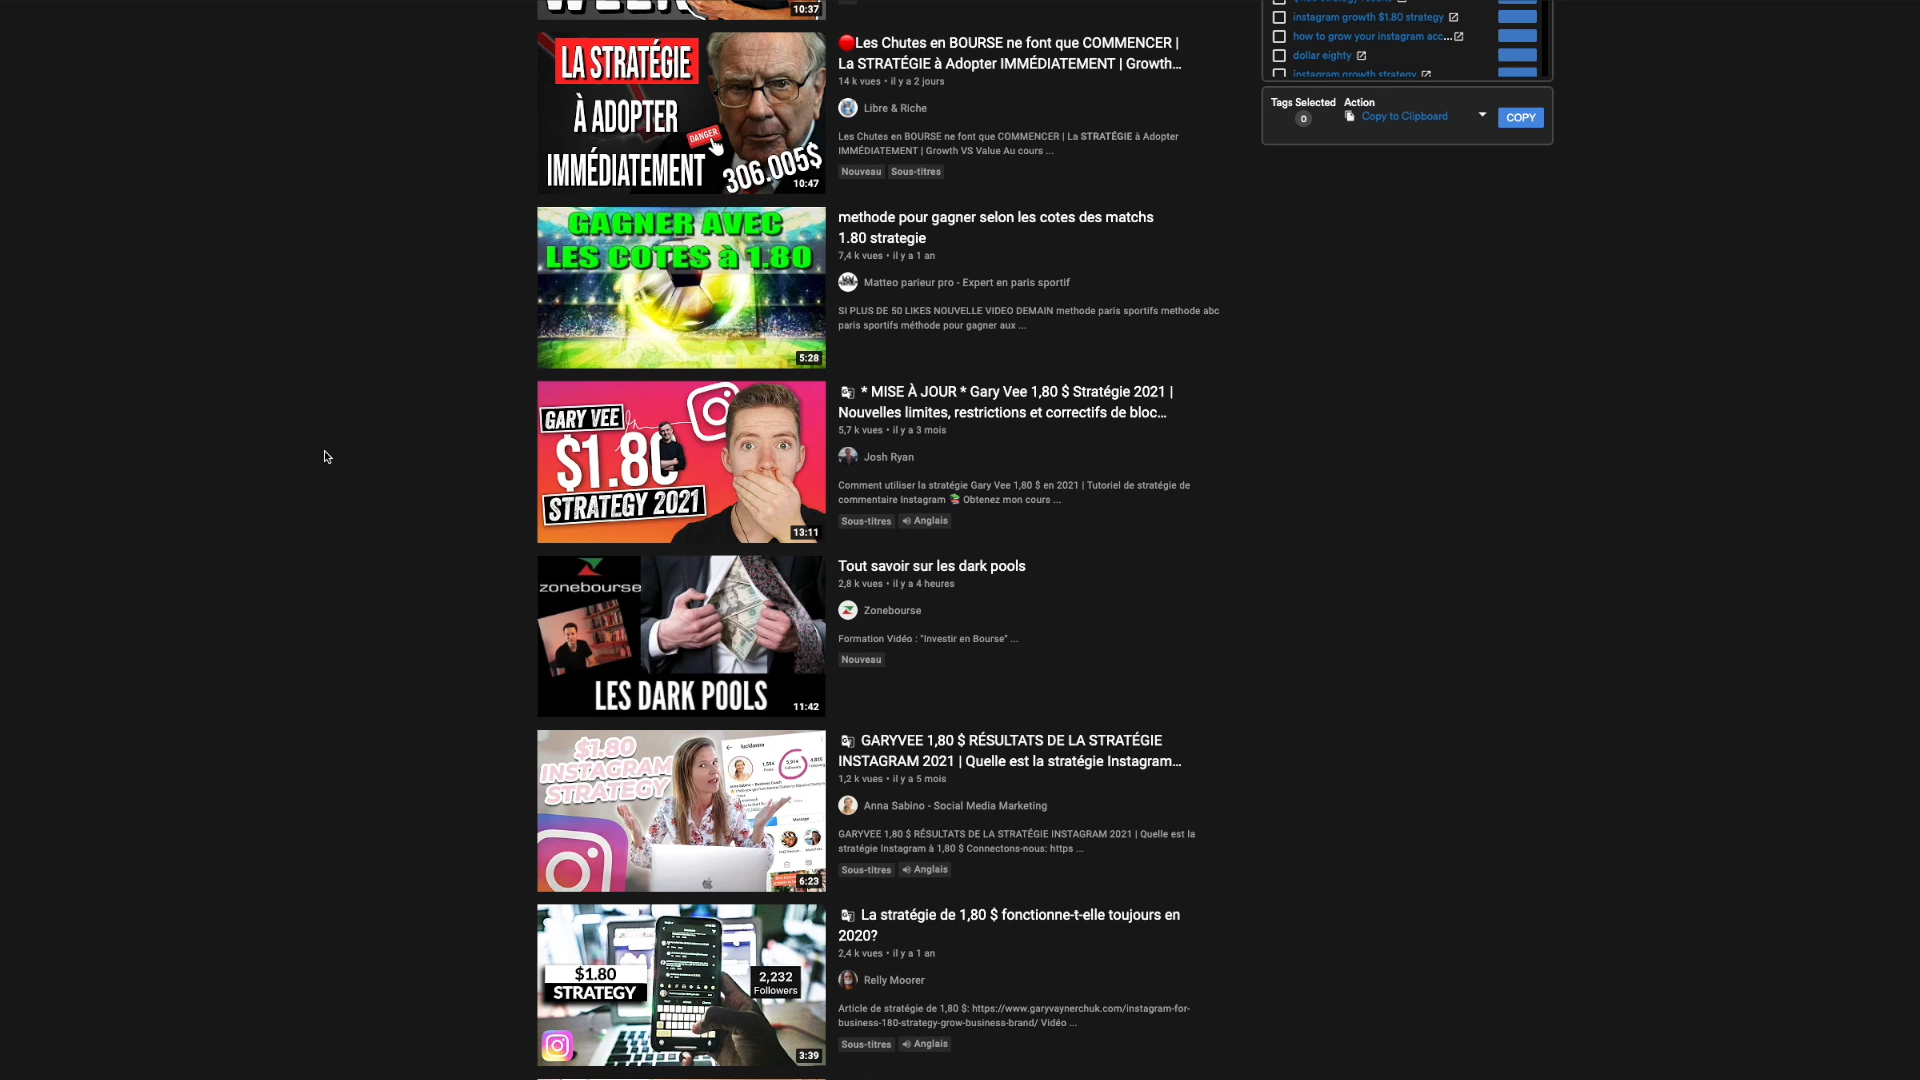 10:37
LA STRATÉGIE
À ADOPTER
DANGER
IMMÉDIATEMENT
306.005$
10:47
Les Chutes en BOURSE ne font que COMMENCER |
La STRATÉGIE à Adopter IMMÉDIATEMENT | Growth...
14 k vues • il y a 2 jours
Libre & Riche
Les Chutes en BOURSE ne font que COMMENCER | La STRATÉGIE à Adopter
IMMÉDIATEMENT | Growth VS Value Au cours ...
Nouveau Sous-titres
instagram growth $1.80 strategy
how to grow your instagram acc...
dollar eighty
instagram growth strategy
Tags Selected Action
0 Copy to Clipboard COPY
GAGNER AVEC
LES COTES à 1.80
5:28
methode pour gagner selon les cotes des matchs
1.80 strategie
7,4 k vues • il y a 1 an
Matteo parieur pro - Expert en paris sportif
SI PLUS DE 50 LIKES NOUVELLE VIDEO DEMAIN methode paris sportifs methode abc
paris sportifs méthode pour gagner aux ...
GARY VEE
$1.80
STRATEGY 2021
13:11
* MISE À JOUR * Gary Vee 1,80 $ Stratégie 2021 |
Nouvelles limites, restrictions et correctifs de bloc...
5,7 k vues • il y a 3 mois
Josh Ryan
Comment utiliser la stratégie Gary Vee 1,80 $ en 2021 | Tutoriel de stratégie de
commentaire Instagram Obtenez mon cours ...
Sous-titres Anglais
zonebourse
LES DARK POOLS
11:42
Tout savoir sur les dark pools
2,8 k vues • il y a 4 heures
Zonebourse
Formation Vidéo : "Investir en Bourse" ...
Nouveau
$1.80
INSTAGRAM
STRATEGY
6:23
GARYVEE 1,80 $ RÉSULTATS DE LA STRATÉGIE
INSTAGRAM 2021 | Quelle est la stratégie Instagram...
1,2 k vues • il y a 5 mois
Anna Sabino - Social Media Marketing
GARYVEE 1,80 $ RÉSULTATS DE LA STRATÉGIE INSTAGRAM 2021 | Quelle est la
stratégie Instagram à 1,80 $ Connectons-nous: https ...
Sous-titres Anglais
$1.80
STRATEGY
2,232
Followers
3:39
La stratégie de 1,80 $ fonctionne-t-elle toujours en
2020?
2,4 k vues • il y a 1 an
Relly Moorer
Article de stratégie de 1,80 $: https://www.garyvaynerchuk.com/instagram-for-
business-180-strategy-grow-business-brand/ Vidéo ...
Sous-titres Anglais